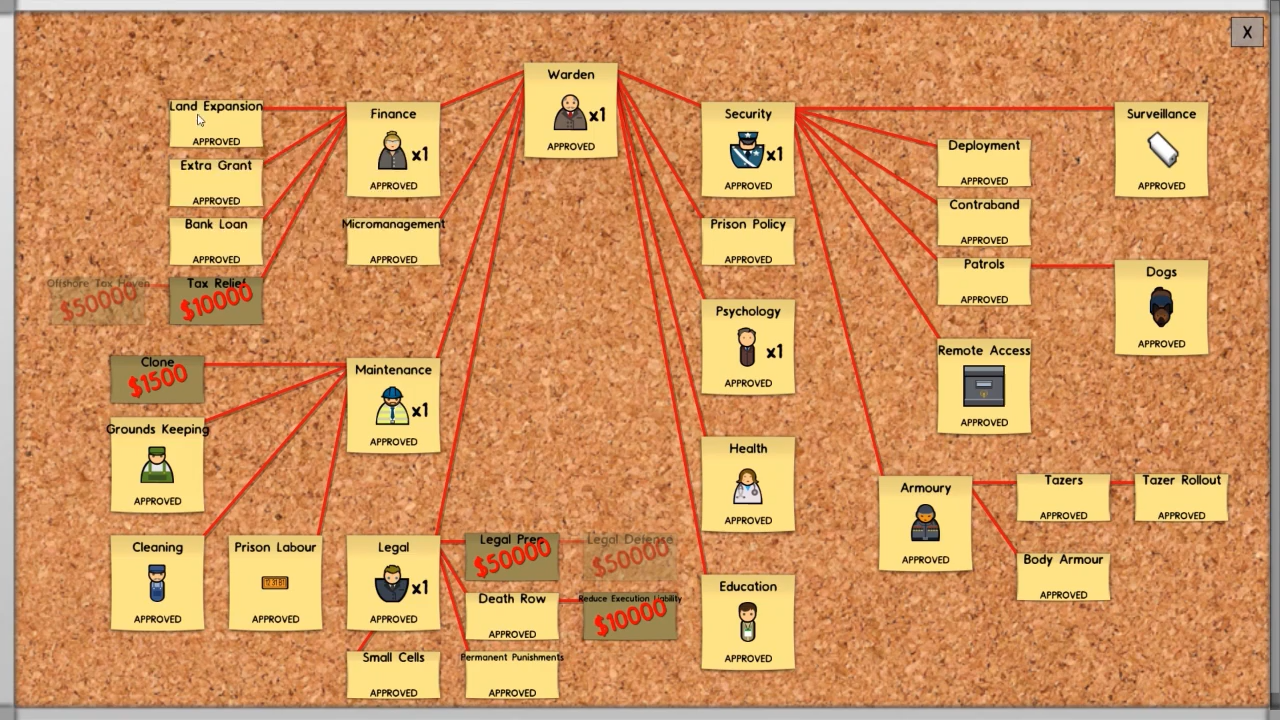 X
Warden
x1
APPROVED
Land Expansion
APPROVED
Finance
x1
APPROVED
Security
x1
APPROVED
Surveillance
APPROVED
Deployment
APPROVED
Extra Grant
APPROVED
Contraband
APPROVED
Bank Loan
APPROVED
Micromanagement
APPROVED
Prison Policy
APPROVED
Patrols
APPROVED
Dogs
APPROVED
Offshore Tax Haven
$50000
Tax Relief
$10000
Psychology
x1
APPROVED
Remote Access
APPROVED
Clone
$1500
Maintenance
x1
APPROVED
Grounds Keeping
APPROVED
Health
APPROVED
Armoury
APPROVED
Tazers
APPROVED
Tazer Rollout
APPROVED
Body Armour
APPROVED
Cleaning
APPROVED
Prison Labour
APPROVED
Legal
x1
APPROVED
Legal Prep
$50000
Legal Defense
$50000
Death Row
APPROVED
Reduce Execution Liability
$10000
Education
APPROVED
Small Cells
APPROVED
Permanent Punishments
APPROVED